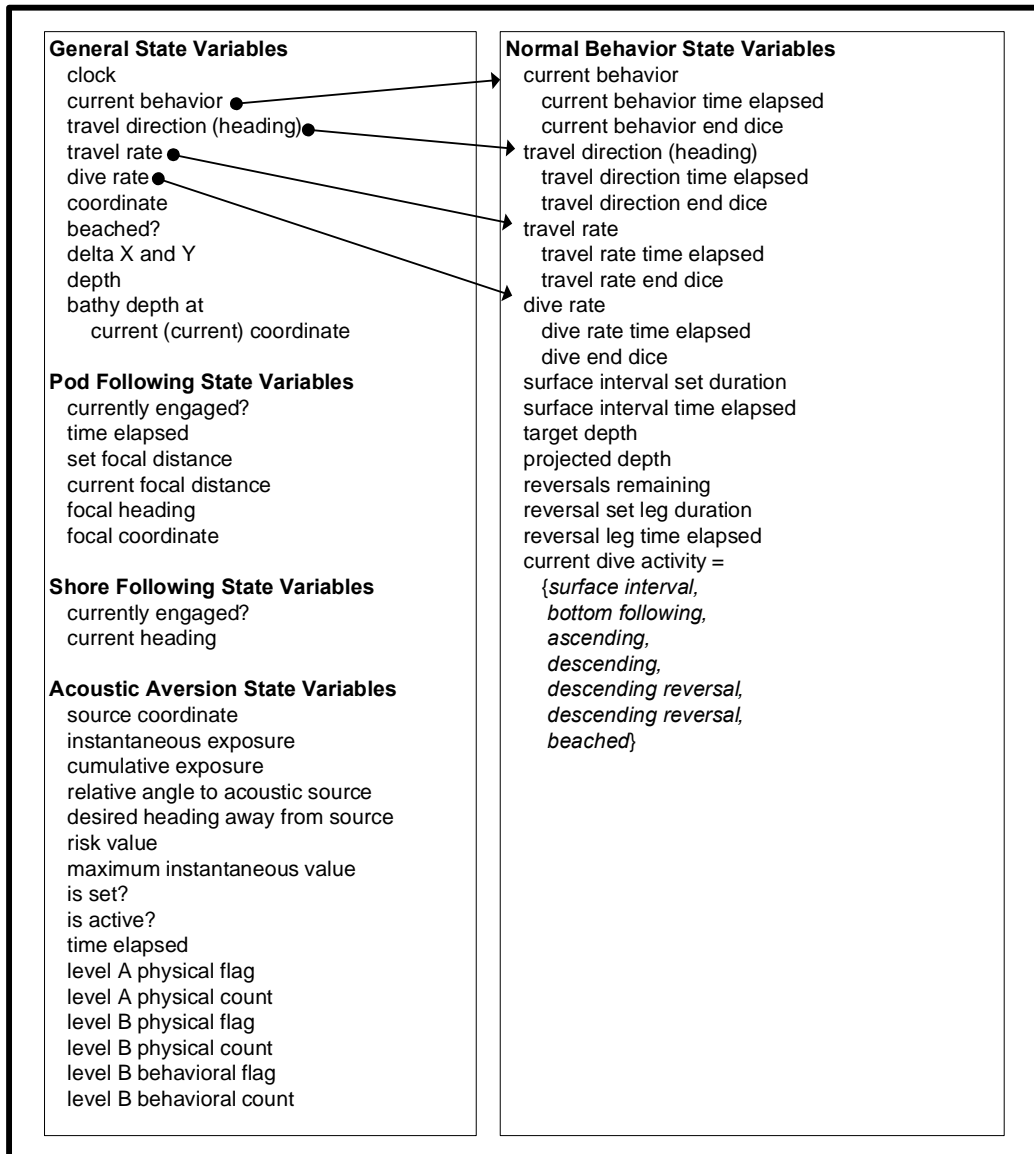 General State Variables
clock
current behavior
travel direction (heading)
travel rate
dive rate
coordinate
beached?
delta X and Y
depth
bathy depth at
current (current) coordinate
Pod Following State Variables
currently engaged?
time elapsed
set focal distance
current focal distance
focal heading
focal coordinate
Shore Following State Variables
currently engaged?
current heading
Acoustic Aversion State Variables
source coordinate
instantaneous exposure
cumulative exposure
relative angle to acoustic source
desired heading away from source
risk value
maximum instantaneous value
is set?
is active?
time elapsed
level A physical flag
level A physical count
level B physical flag
level B physical count
level B behavioral flag
level B behavioral count
Normal Behavior State Variables
current behavior
current behavior time elapsed
current behavior end dice
travel direction (heading)
travel direction time elapsed
travel direction end dice
travel rate
travel rate time elapsed
travel rate end dice
dive rate
dive rate time elapsed
dive end dice
surface interval set duration
surface interval time elapsed
target depth
projected depth
reversals remaining
reversal set leg duration
reversal leg time elapsed
current dive activity =
{surface interval,
bottom following,
ascending,
descending,
descending reversal,
descending reversal,
beached}